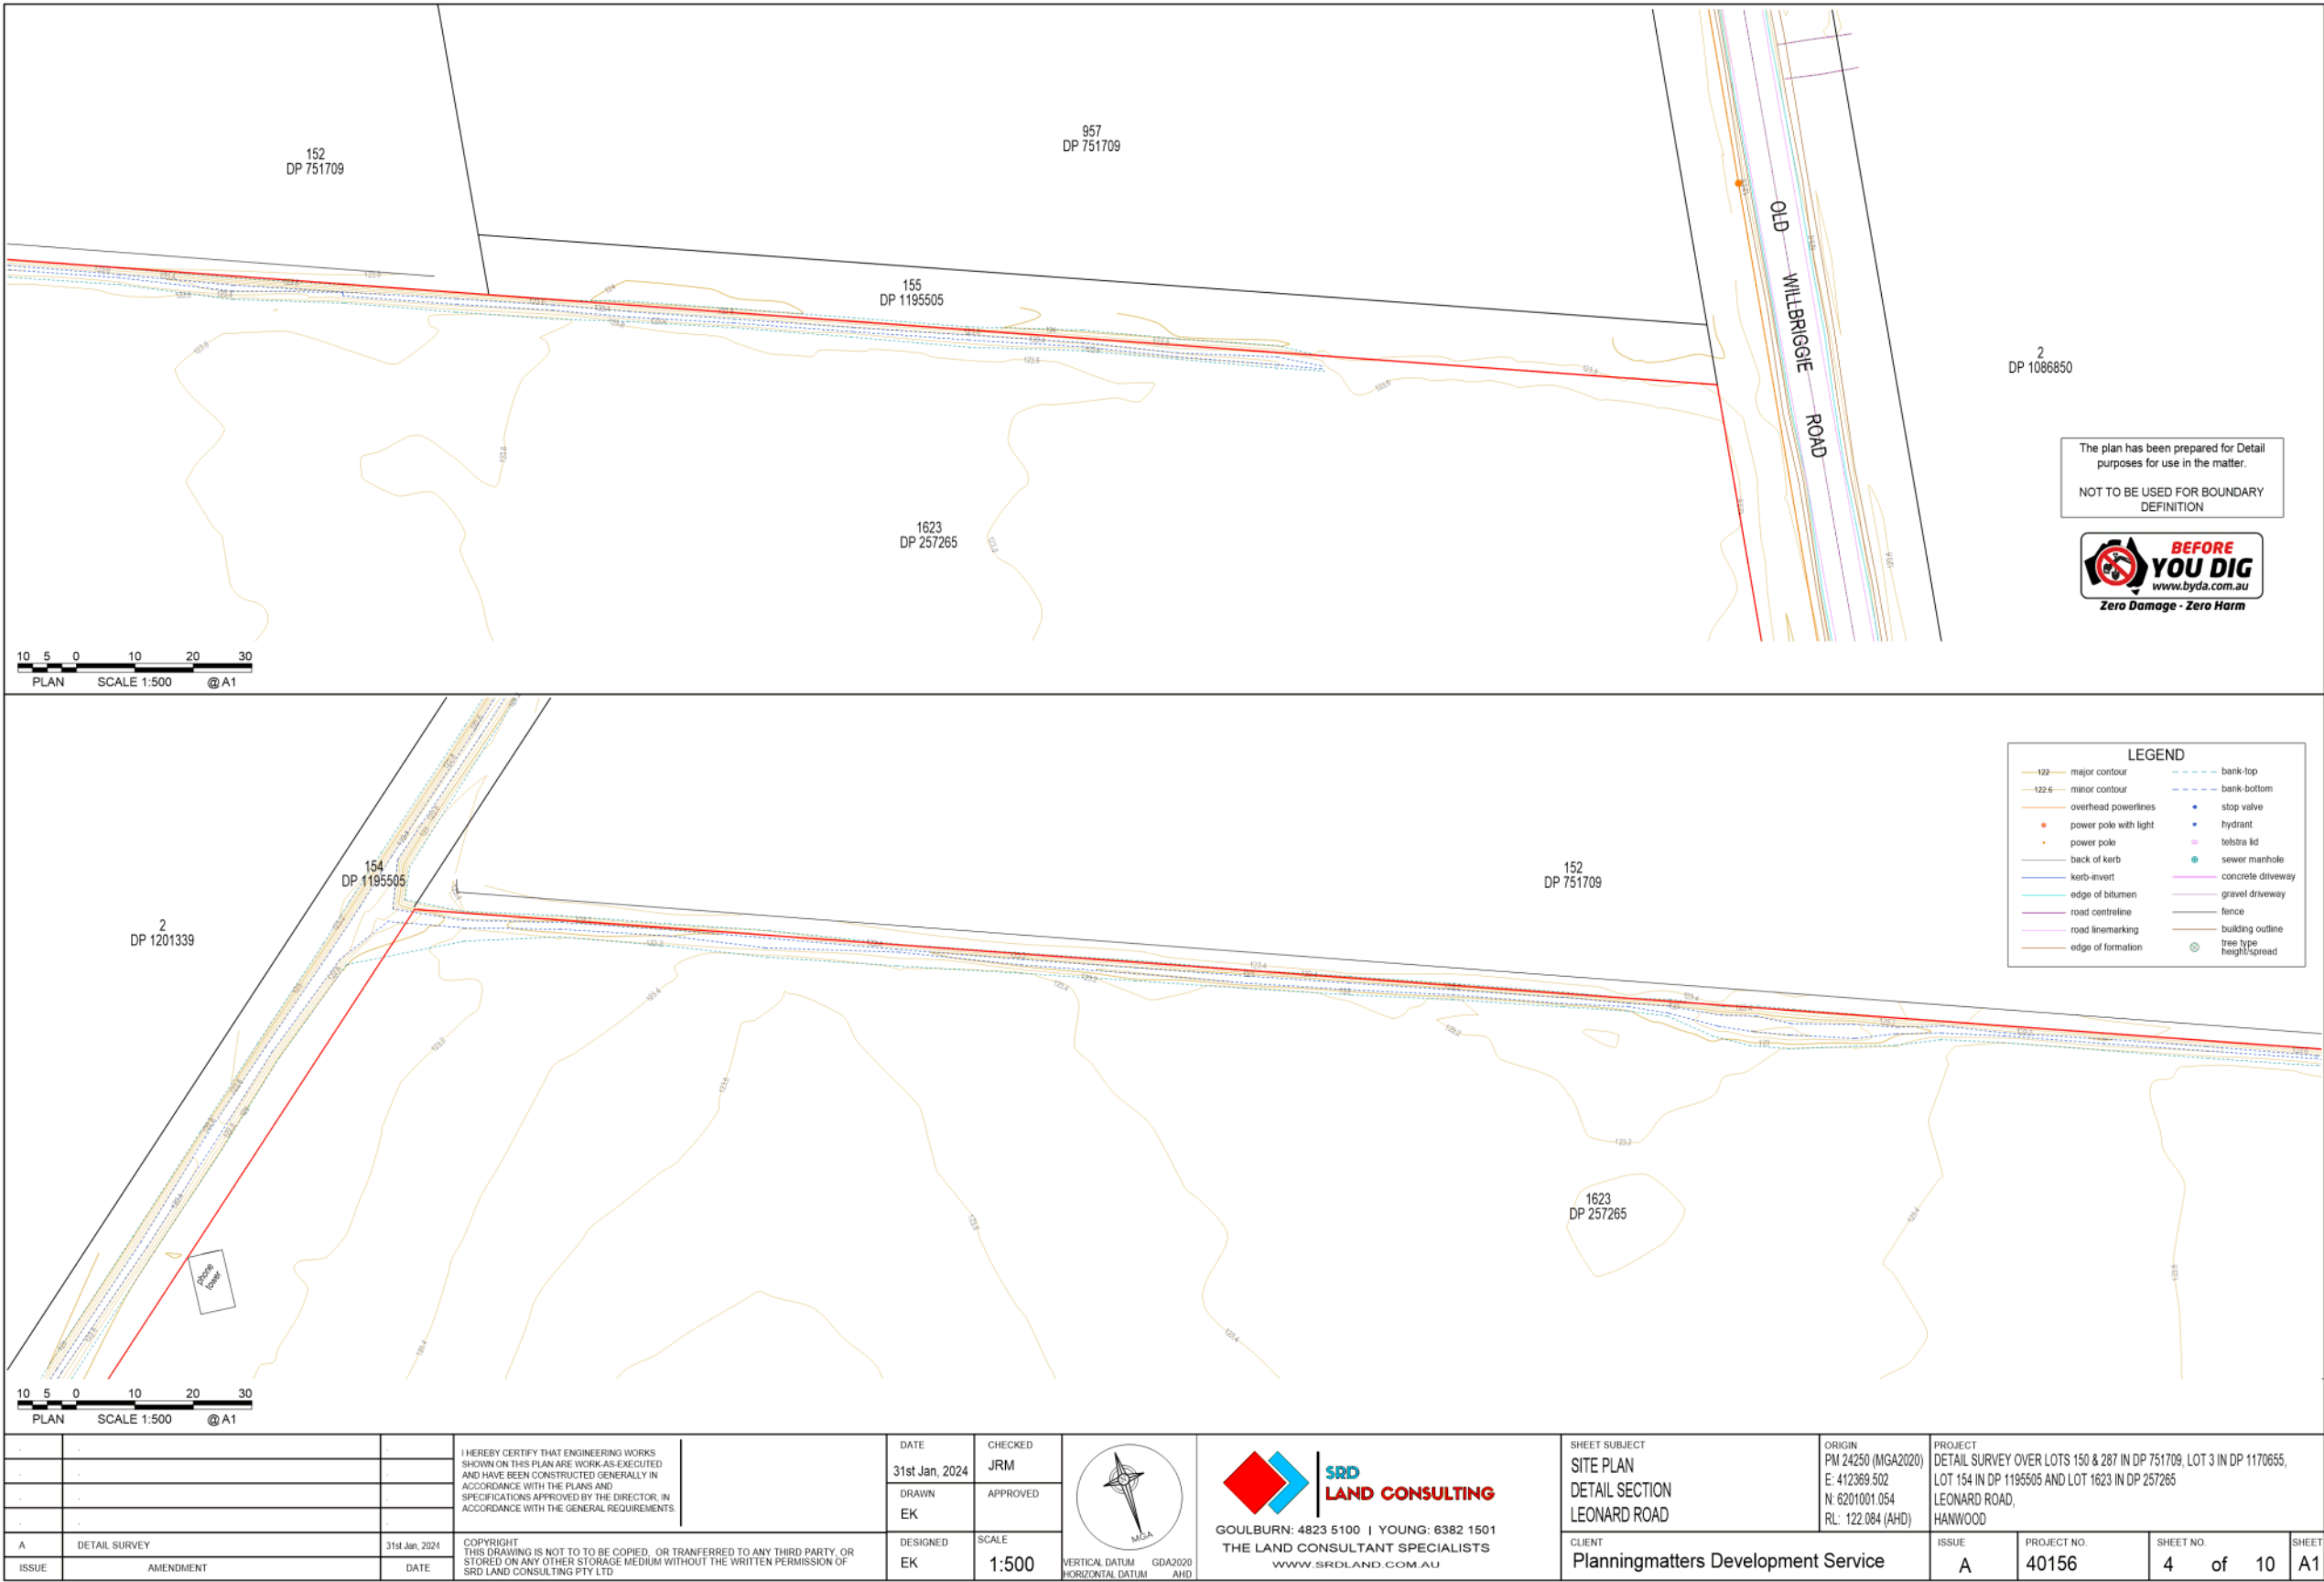 152
DP 751709
957
DP 751709
155
DP 1195505
OLD WILLBRIGGIE ROAD
2
DP 1086850
1623
DP 257265
The plan has been prepared for Detail
purposes for use in the matter.
NOT TO BE USED FOR BOUNDARY
DEFINITION
BEFORE
YOU DIG
www.byda.com.au
Zero Damage - Zero Harm
10 5 0 10 20 30
PLAN SCALE 1:500 @ A1
154
DP 1195505
2
DP 1201339
152
DP 751709
1623
DP 257265
phone
tower
LEGEND
122 major contour
122.6 minor contour
overhead powerlines
power pole with light
power pole
back of kerb
kerb-invert
edge of bitumen
road centreline
road linemarking
edge of formation
bank-top
bank-bottom
stop valve
hydrant
telstra lid
sewer manhole
concrete driveway
gravel driveway
fence
building outline
tree type
height/spread
10 5 0 10 20 30
PLAN SCALE 1:500 @ A1
A DETAIL SURVEY 31st Jan, 2024
ISSUE AMENDMENT DATE
I HEREBY CERTIFY THAT ENGINEERING WORKS
SHOWN ON THIS PLAN ARE WORK-AS-EXECUTED
AND HAVE BEEN CONSTRUCTED GENERALLY IN
ACCORDANCE WITH THE PLANS AND
SPECIFICATIONS APPROVED BY THE DIRECTOR, IN
ACCORDANCE WITH THE GENERAL REQUIREMENTS.
COPYRIGHT
THIS DRAWING IS NOT TO TO BE COPIED, OR TRANFERRED TO ANY THIRD PARTY, OR
STORED ON ANY OTHER STORAGE MEDIUM WITHOUT THE WRITTEN PERMISSION OF
SRD LAND CONSULTING PTY LTD
DATE
31st Jan, 2024
CHECKED
JRM
DRAWN
EK
APPROVED
DESIGNED
EK
SCALE
1:500
MGA
VERTICAL DATUM GDA2020
HORIZONTAL DATUM AHD
SRD
LAND CONSULTING
GOULBURN: 4823 5100 | YOUNG: 6382 1501
THE LAND CONSULTANT SPECIALISTS
WWW.SRDLAND.COM.AU
SHEET SUBJECT
SITE PLAN
DETAIL SECTION
LEONARD ROAD
CLIENT
Planningmatters Development Service
ORIGIN
PM 24250 (MGA2020)
E: 412369.502
N: 6201001.054
RL: 122.084 (AHD)
PROJECT
DETAIL SURVEY OVER LOTS 150 & 287 IN DP 751709, LOT 3 IN DP 1170655,
LOT 154 IN DP 1195505 AND LOT 1623 IN DP 257265
LEONARD ROAD,
HANWOOD
ISSUE
A
PROJECT NO.
40156
SHEET NO.
4 of 10
SHEET
A1